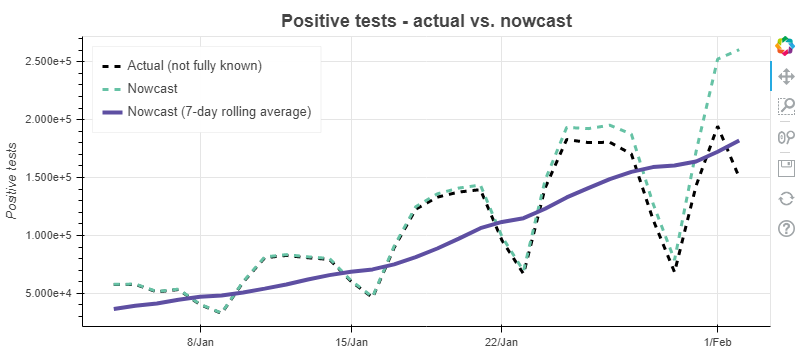 Positive tests - actual vs. nowcast
Actual (not fully known)
Nowcast
Nowcast (7-day rolling average)
Positive tests
2.500e+5
2.000e+5
1.500e+5
1.000e+5
5.000e+4
8/Jan
15/Jan
22/Jan
1/Feb